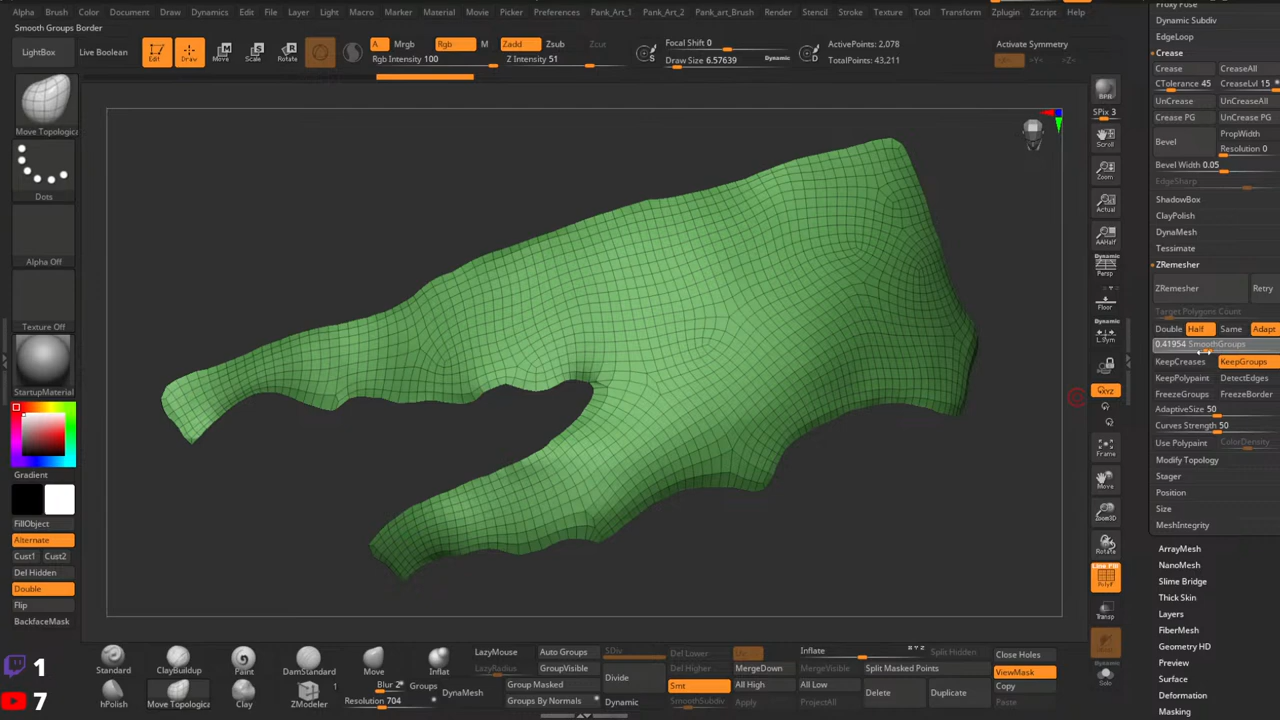 Alpha Brush Color Document Draw Dynamics Edit File Layer Light Macro Marker Material Movie Picker Preferences Pank_Art_1 Pank_Art_2 Pank_art_Brush Render Stencil Stroke Texture Tool Transform Zplugin Zscript Help
Smooth Groups Border
LightBox
Live Boolean
Edit
Draw
Move
Scale
Rotate
A
Mrgb
Rgb
M
Zadd
Zsub
Zcut
Rgb Intensity 100
Z Intensity 51
Focal Shift 0
Draw Size 6.57639
Dynamic
ActivePoints: 2,078
TotalPoints: 43,211
Activate Symmetry
>X<
>Y<
>Z<
Move Topologica
Dots
Alpha Off
Texture Off
StartupMaterial
Gradient
FillObject
Alternate
Cust1 Cust2
Del Hidden
Double
Flip
BackfaceMask
BPR
SPix 3
Scroll
Zoom
Actual
AAHalf
Dynamic
Persp
Floor
Dynamic
L.Sym
XYZ
Frame
Move
Zoom3D
Rotate
Line Fill
PolyF
Transp
Dynamic
Solo
Dynamic Subdiv
EdgeLoop
Crease
Crease CreaseAll
CTolerance 45 CreaseLvl 15
UnCrease UnCreaseAll
Crease PG UnCrease PG
Bevel
PropWidth
Resolution 0
Bevel Width 0.05
EdgeSharp
ShadowBox
ClayPolish
DynaMesh
Tessimate
ZRemesher
ZRemesher Retry
Target Polygons Count
Double Half Same Adapt
0.41954 SmoothGroups
KeepCreases KeepGroups
KeepPolypaint DetectEdges
FreezeGroups FreezeBorder
AdaptiveSize 50
Curves Strength 50
Use Polypaint ColorDensity
Modify Topology
Stager
Position
Size
MeshIntegrity
ArrayMesh
NanoMesh
Slime Bridge
Thick Skin
Layers
FiberMesh
Geometry HD
Preview
Surface
Deformation
Masking
1
7
Standard
ClayBuildup
Paint
DamStandard
Move
Inflat
hPolish
Move Topologica
Clay
ZModeler
1
LazyMouse
LazyRadius
Blur 2
Groups
DynaMesh
Resolution 704
Auto Groups
GroupVisible
Group Masked
Groups By Normals
SDiv
Divide
Dynamic
Del Lower
Del Higher
Smt
SmoothSubdiv
Uv
MergeDown
All High
Apply
Inflate
MergeVisible
All Low
ProjectAll
Split Hidden
Split Masked Points
Delete
Duplicate
Close Holes
ViewMask
Copy
Paste